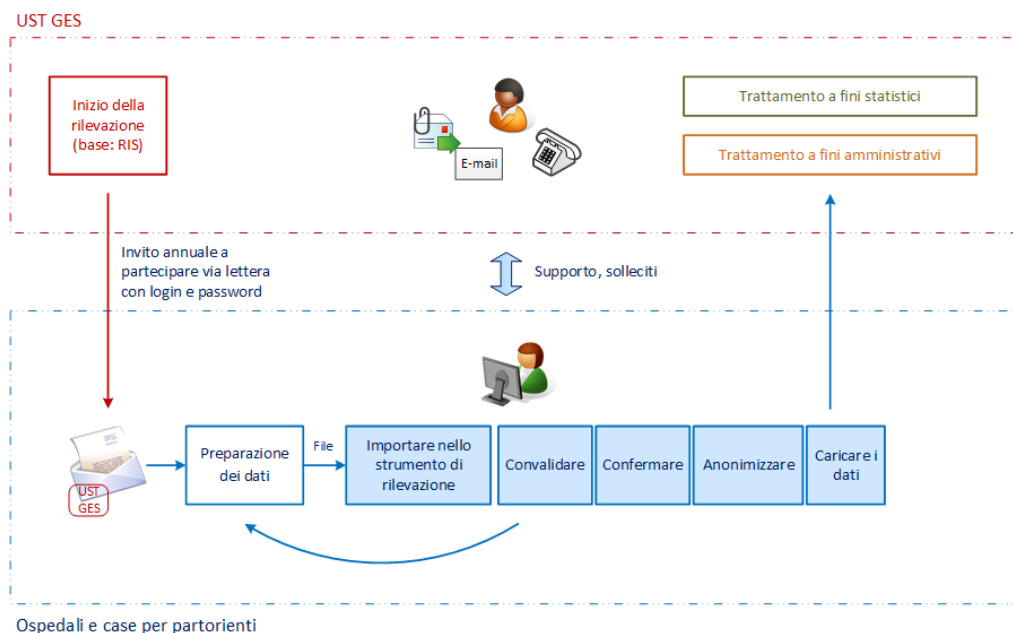 UST GES
Inizio della
rilevazione
(base: RIS)
E-mail
Trattamento a fini statistici
Trattamento a fini amministrativi
Invito annuale a
partecipare via lettera
con login e password
Supporto, solleciti
UST
GES
Preparazione
dei dati
File
Importare nello
strumento di
rilevazione
Convalidare
Confermare
Anonimizzare
Caricare i
dati
Ospedali e case per partorienti